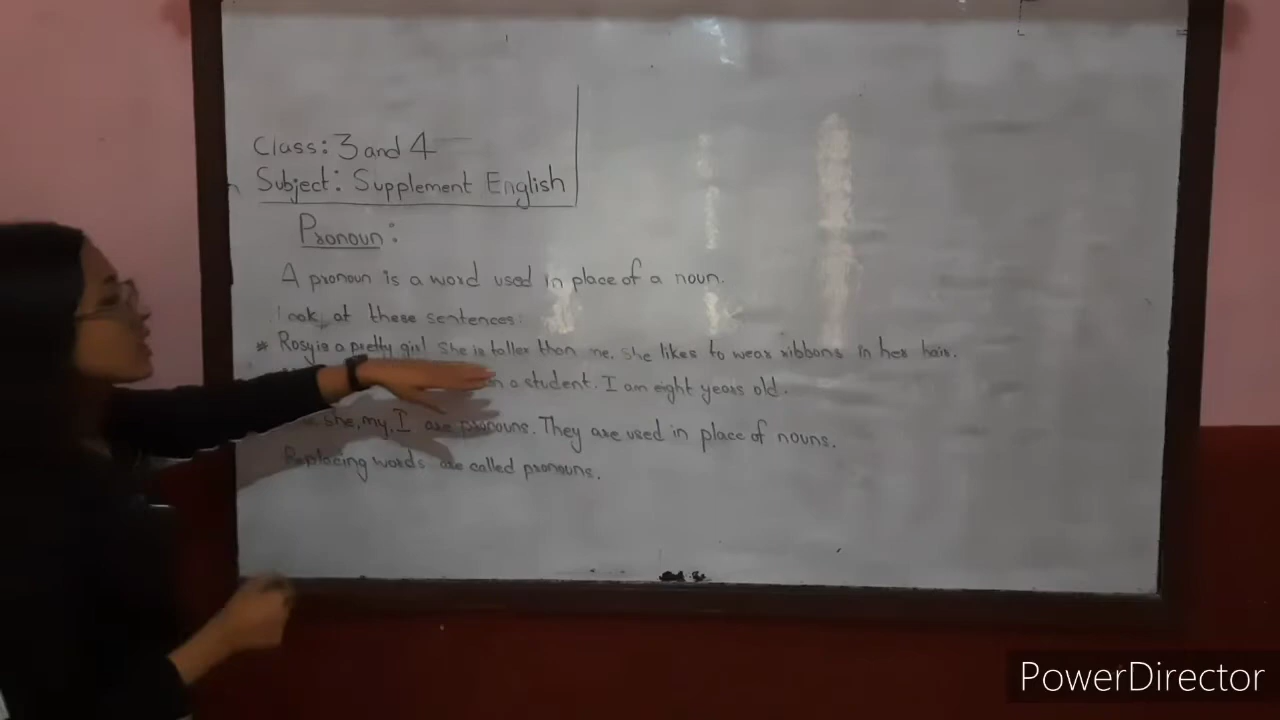 Class: 3 and 4
Subject: Supplement English
Pronoun:
A pronoun is a word used in place of a noun.
Look at these sentences:
* Rosy is a pretty girl She is taller than me. She likes to wear ribbons in her hair.
a student. I am eight years old.
she, my, I are pronouns. They are used in place of nouns.
Replacing words are called pronouns.
PowerDirector